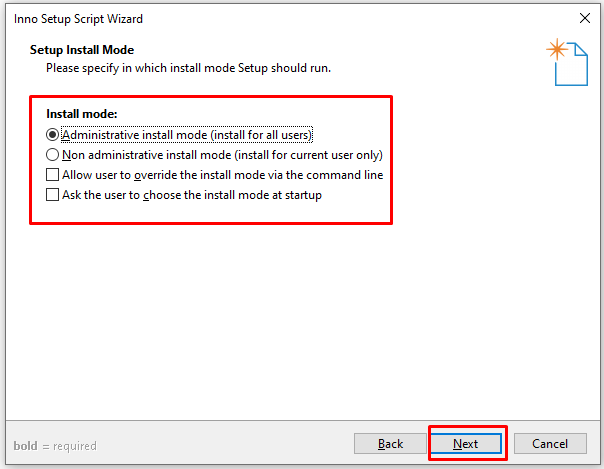 Inno Setup Script Wizard
Setup Install Mode
Please specify in which install mode Setup should run.
Install mode:
Administrative install mode (install for all users)
Non administrative install mode (install for current user only)
Allow user to override the install mode via the command line
Ask the user to choose the install mode at startup
bold = required
Back
Next
Cancel